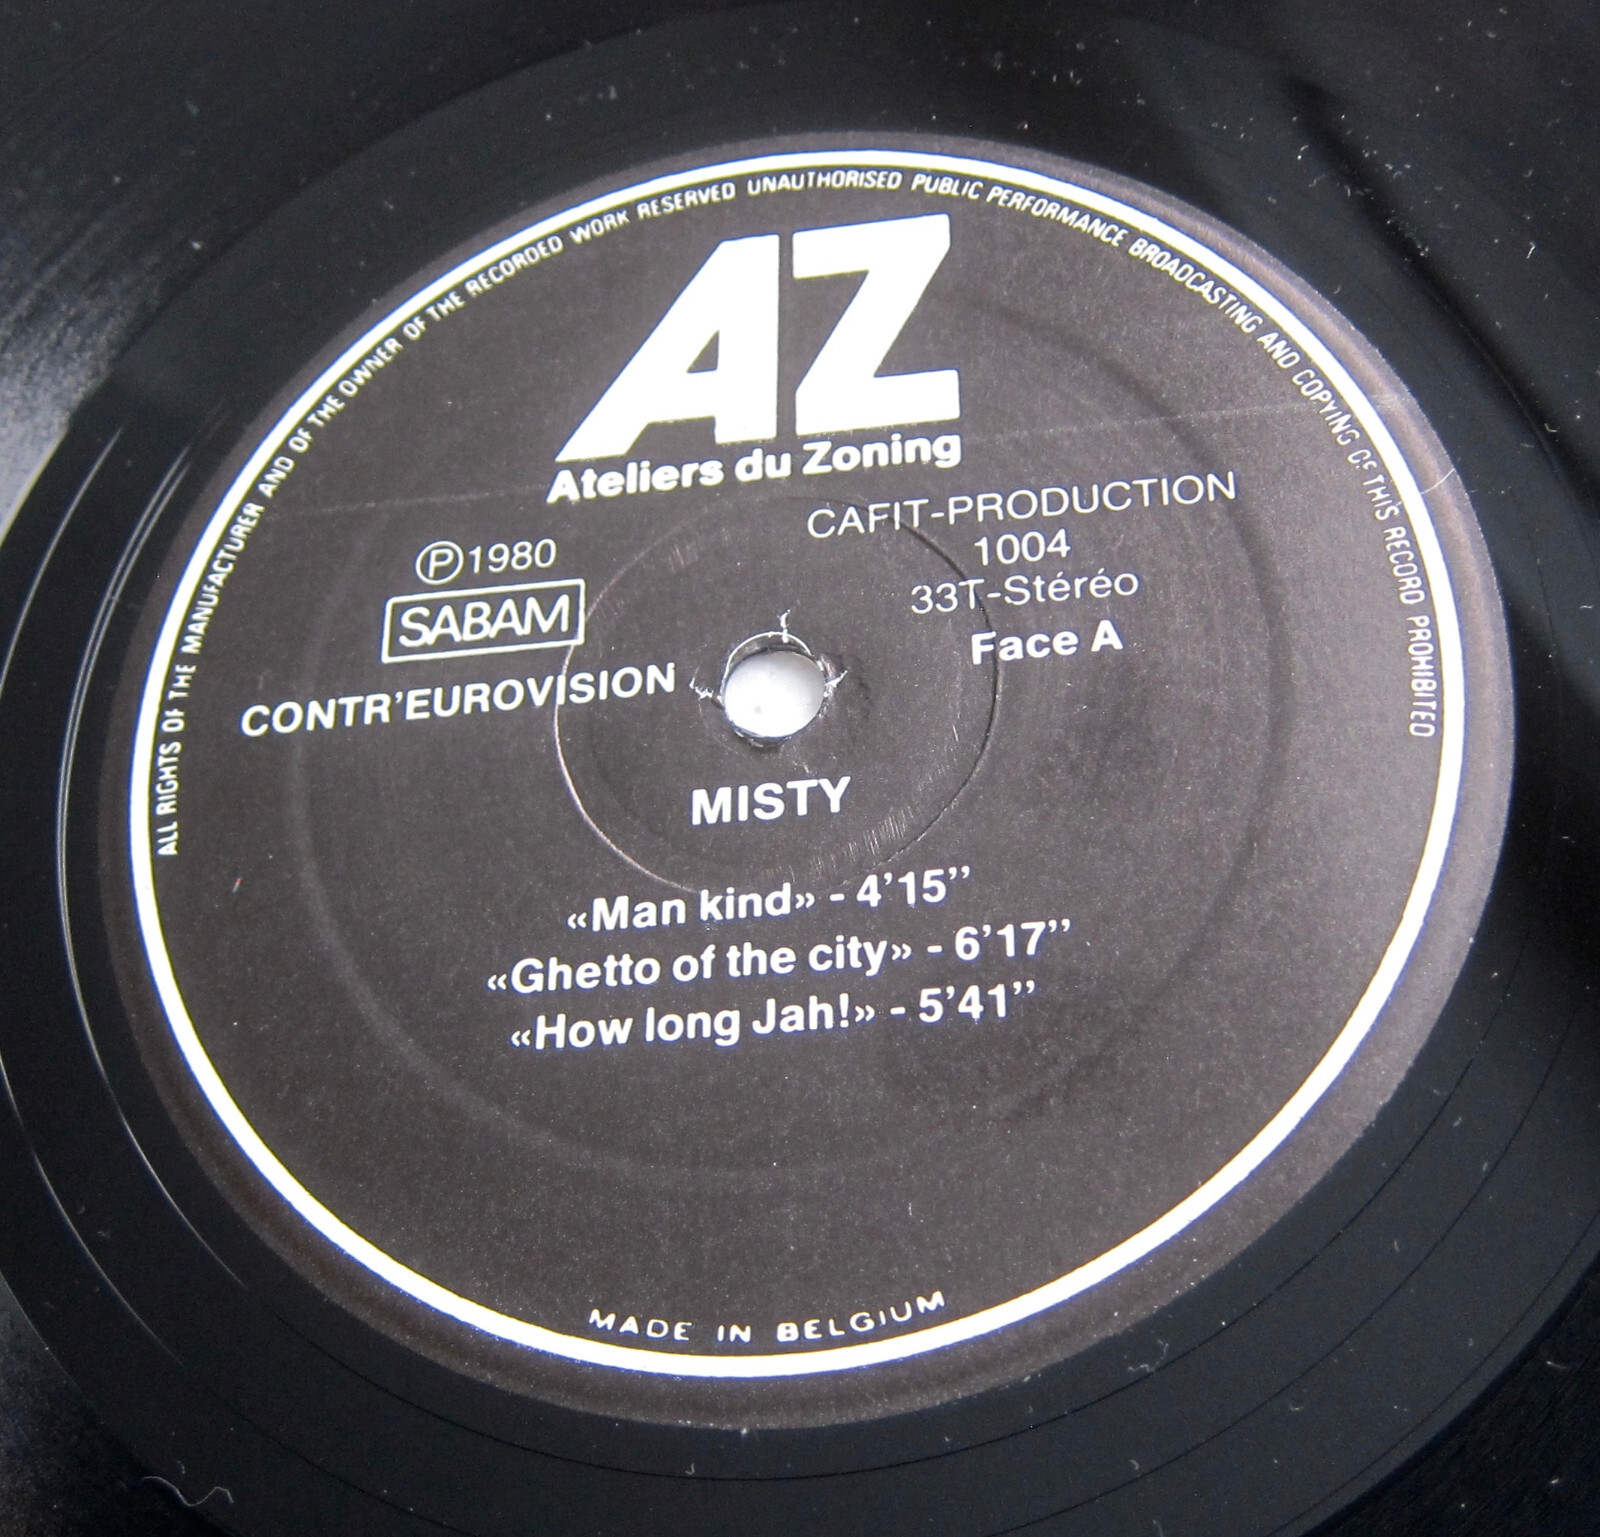 ALL RIGHTS OF THE MANUFACTURER AND OF THE OWNER OF THE RECORDED WORK RESERVED UNAUTHORISED PUBLIC PERFORMANCE BROADCASTING AND COPYING OF THIS RECORD PROHIBITED
AZ
Ateliers du Zoning
CAFIT-PRODUCTION
1004
33T-Stéréo
Face A
℗1980
SABAM
CONTR'EUROVISION
MISTY
«Man kind» - 4'15’’
«Ghetto of the city» - 6'17’’
«How long Jah!» - 5'41’’
MADE IN BELGIUM